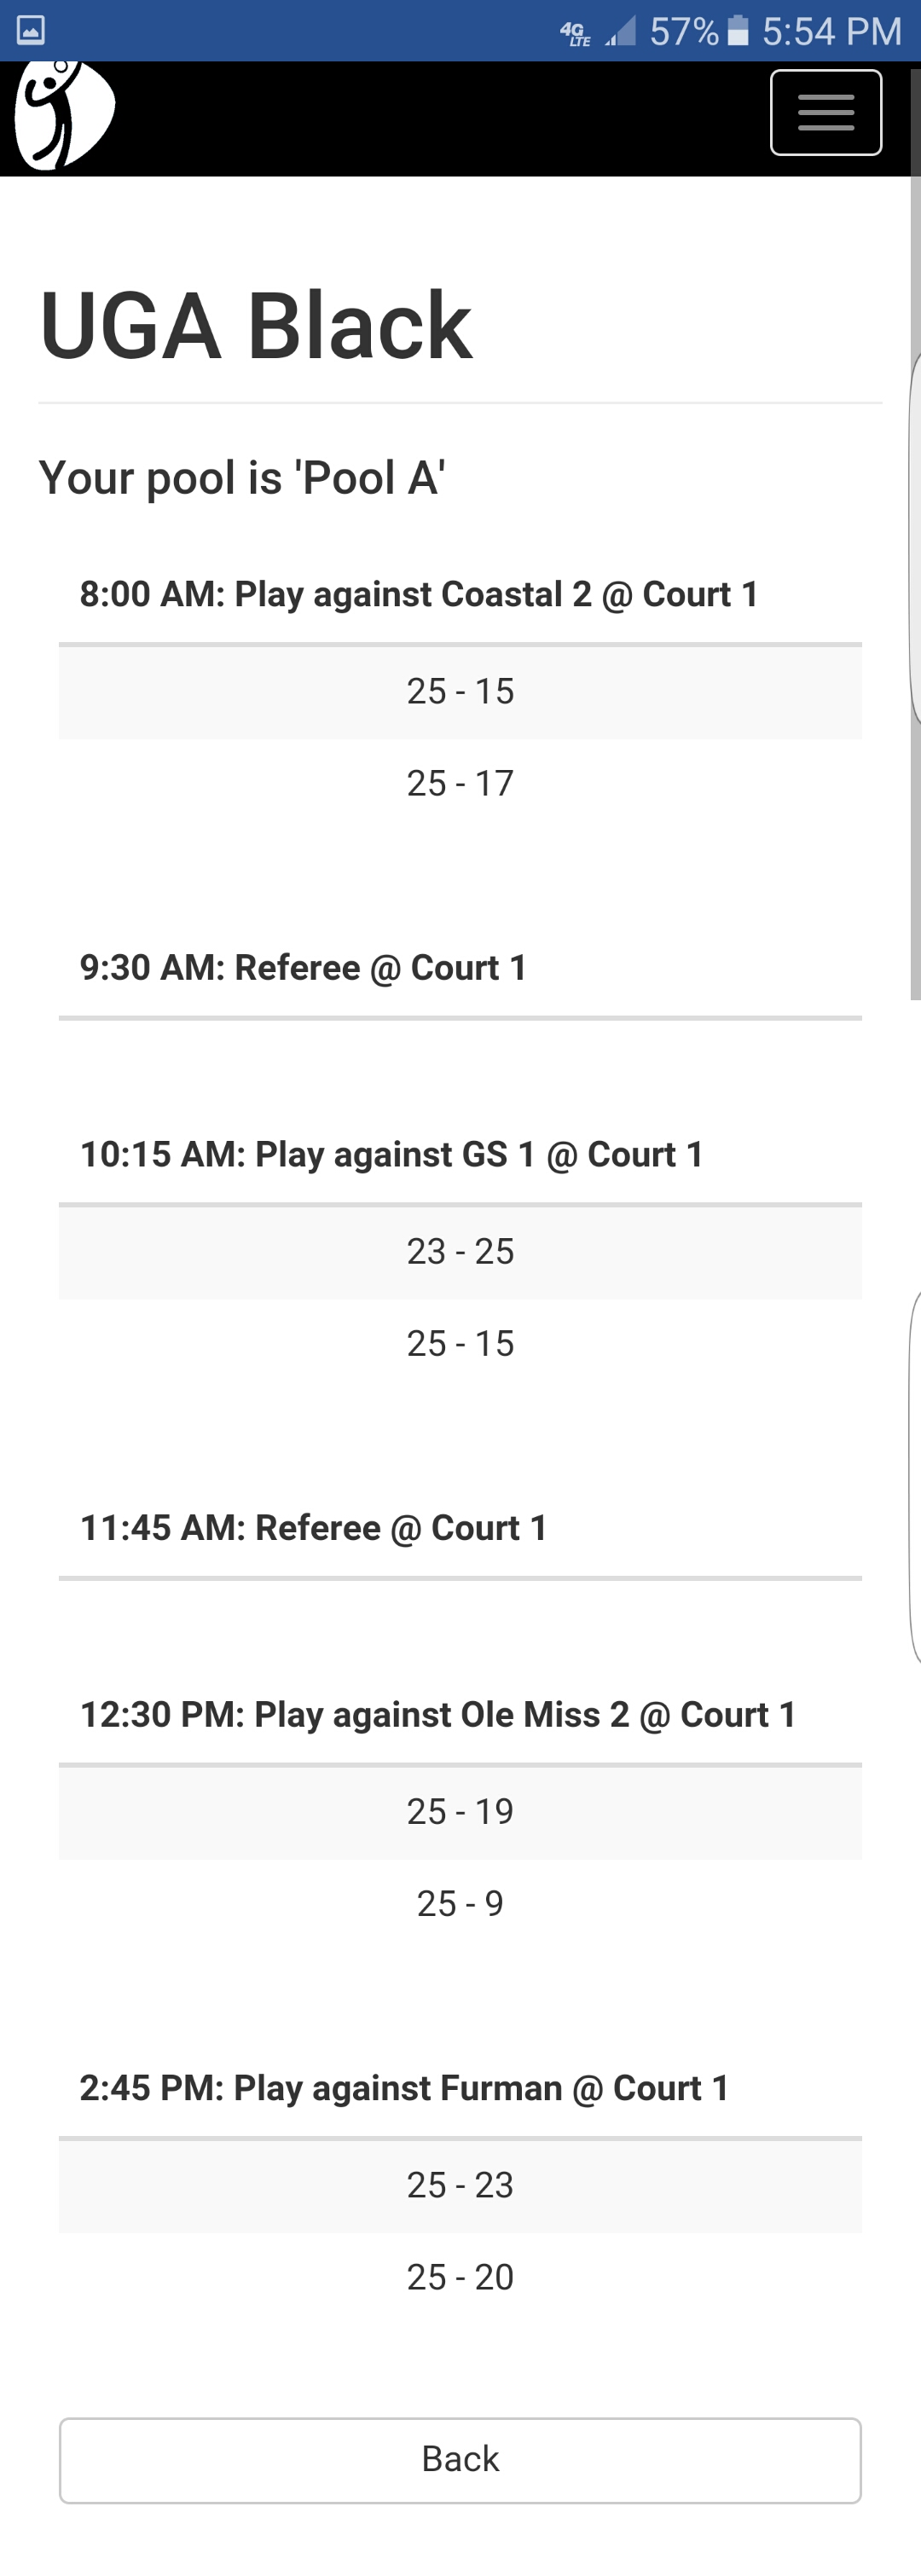 4G LTE 57% 5:54 PM
UGA Black
Your pool is 'Pool A'
8:00 AM: Play against Coastal 2 @ Court 1
25 - 15
25 - 17
9:30 AM: Referee @ Court 1
10:15 AM: Play against GS 1 @ Court 1
23 - 25
25 - 15
11:45 AM: Referee @ Court 1
12:30 PM: Play against Ole Miss 2 @ Court 1
25 - 19
25 - 9
2:45 PM: Play against Furman @ Court 1
25 - 23
25 - 20
Back